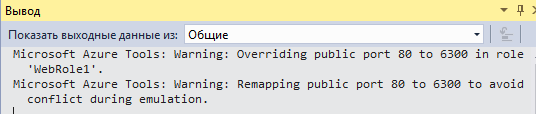 Вывод
Показать выходные данные из: Общие
Microsoft Azure Tools: Warning: Overriding public port 80 to 6300 in role
'WebRole1'.
Microsoft Azure Tools: Warning: Remapping public port 80 to 6300 to avoid
conflict during emulation.